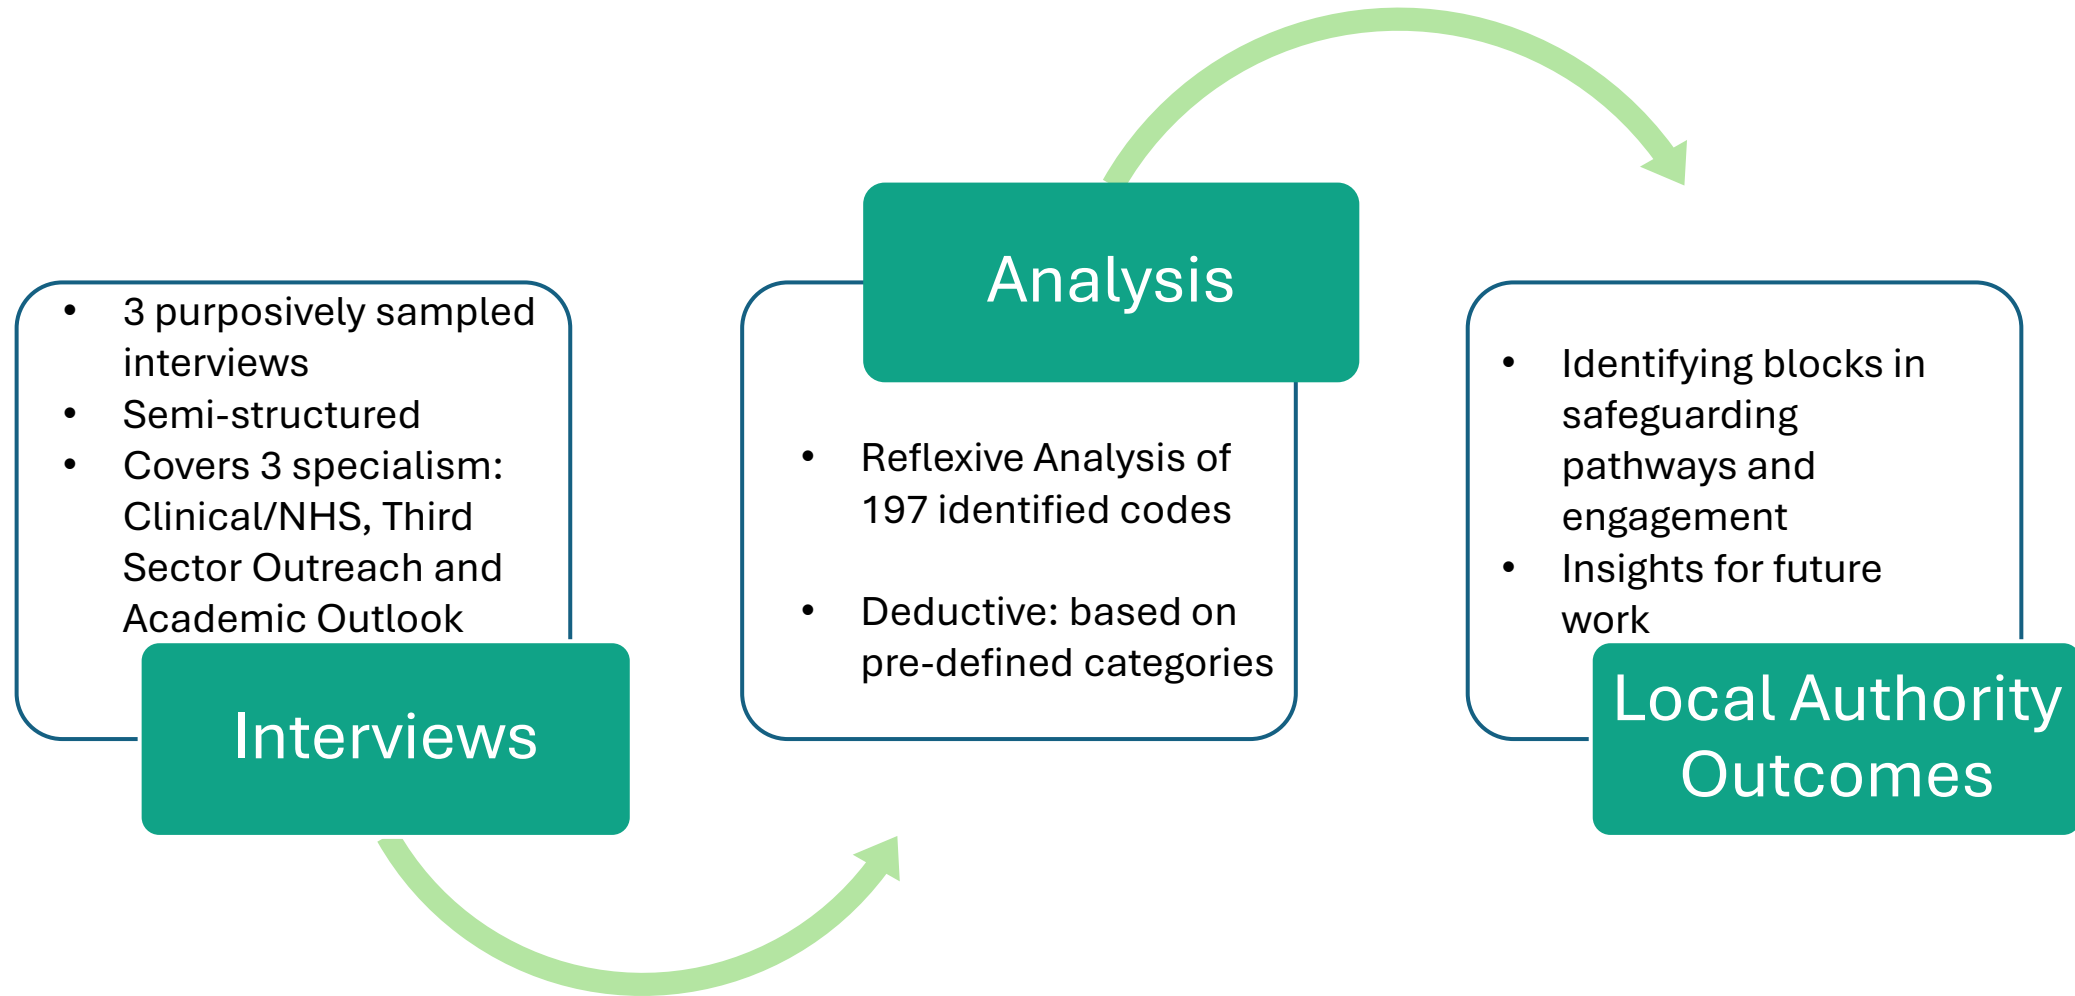 • 3 purposively sampled
interviews
• Semi-structured
• Covers 3 specialism:
Clinical/NHS, Third
Sector Outreach and
Academic Outlook
Interviews
Analysis
• Reflexive Analysis of
197 identified codes
• Deductive: based on
pre-defined categories
• Identifying blocks in
safeguarding
pathways and
engagement
• Insights for future
work
Local Authority
Outcomes